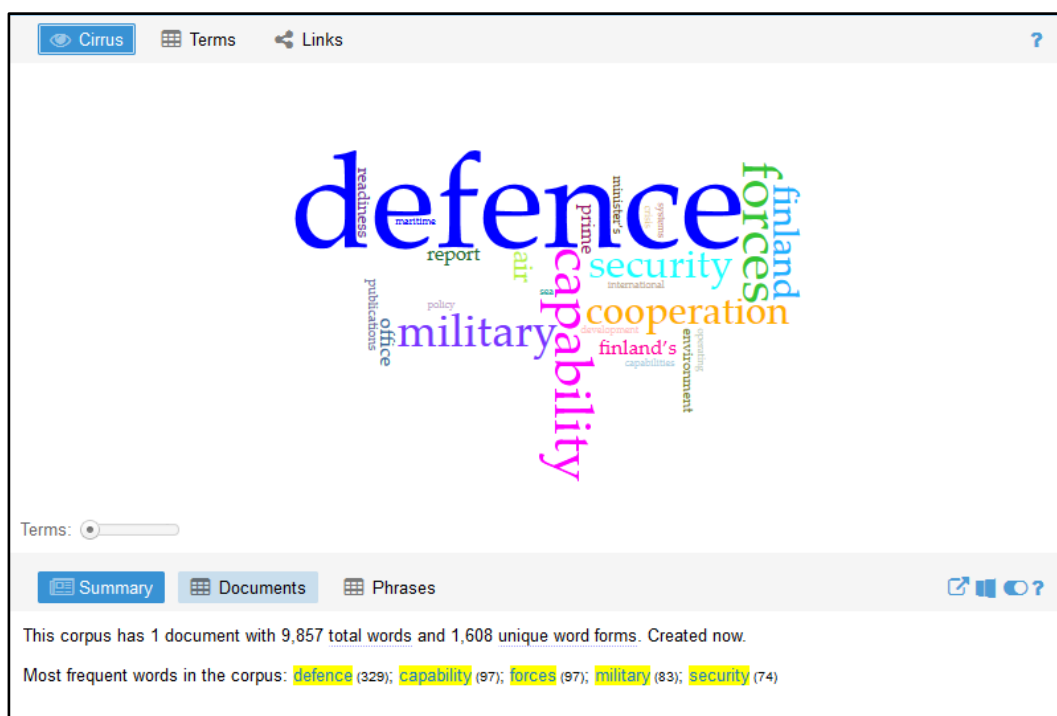 Cirrus Terms Links ?
defence
readiness
maritime
minister's
crisis
systems
prime
forces
finland
report
air
capability
security
international
sea
publications
policy
office
military
cooperation
development
finland's
capabilities
environment
operating
Terms:
Summary Documents Phrases ?
This corpus has 1 document with 9,857 total words and 1,608 unique word forms. Created now.
Most frequent words in the corpus: defence (329); capability (97); forces (97); military (83); security (74)